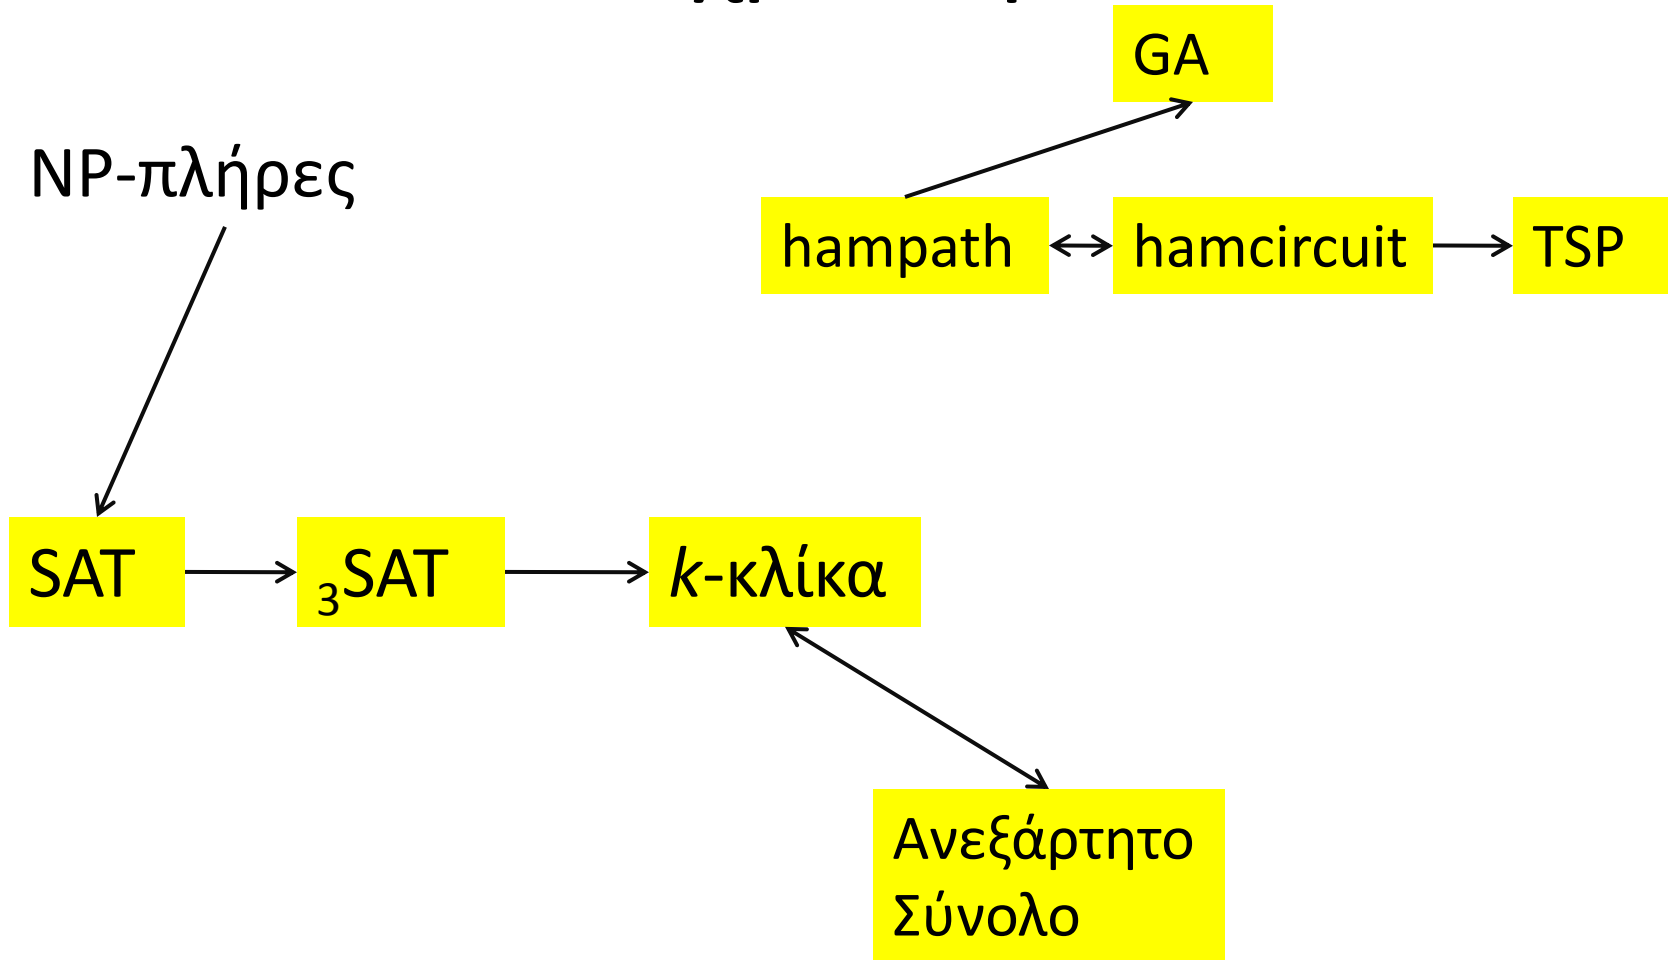 GA
NP-πλήρες
hampath
hamcircuit
TSP
SAT
₃SAT
k-κλίκα
Ανεξάρτητο
Σύνολο